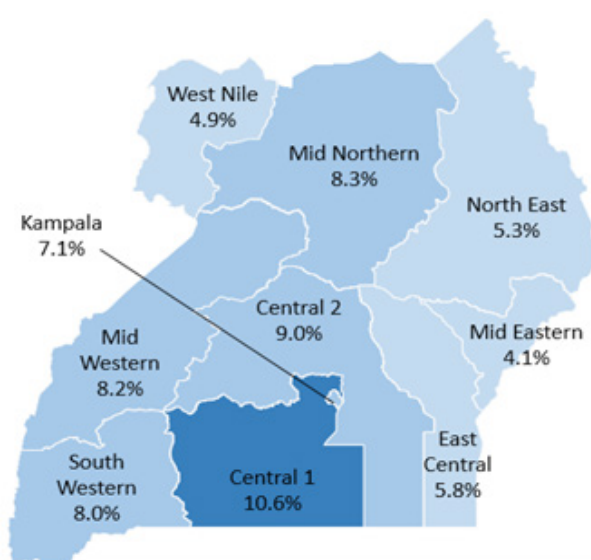 West Nile
4.9%
Mid Northern
8.3%
North East
5.3%
Kampala
7.1%
Central 2
9.0%
Mid Eastern
4.1%
Mid
Western
8.2%
East
Central
5.8%
South
Western
8.0%
Central 1
10.6%